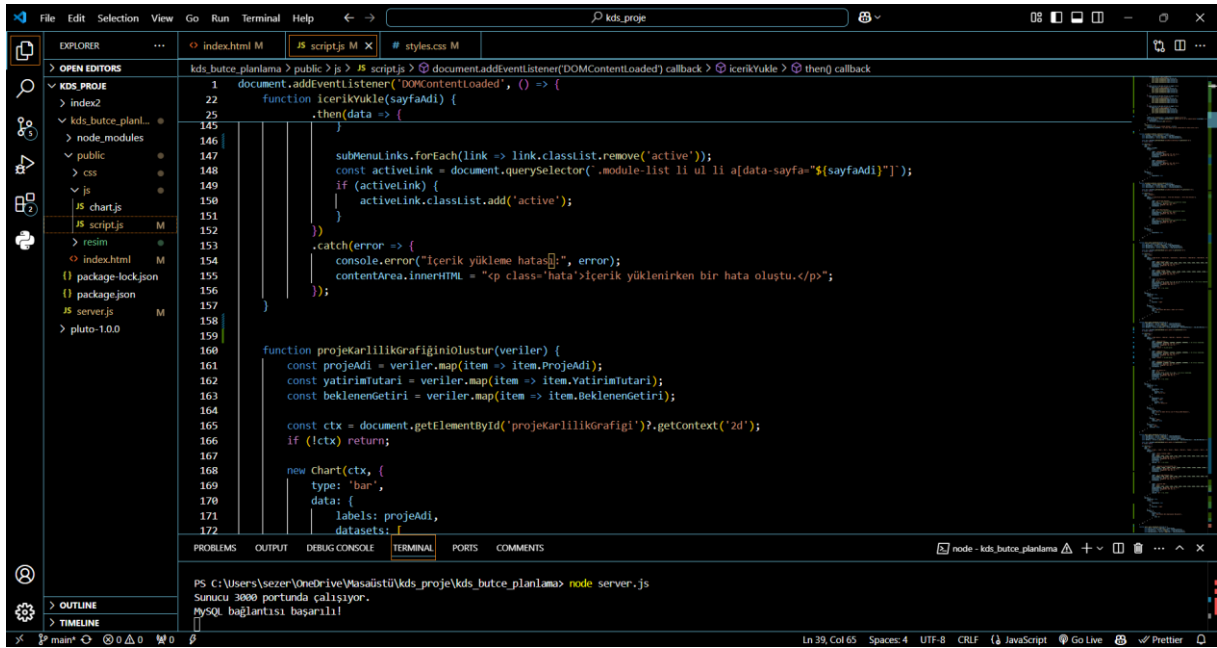 File Edit Selection View Go Run Terminal Help
kds_proje
EXPLORER
OPEN EDITORS
KDS_PROJE
index2
kds_butce_planl...
node_modules
public
css
js
JS chart.js
JS script.js M
resim
index.html M
package-lock.json
package.json
JS server.js M
pluto-1.0.0
OUTLINE
TIMELINE
index.html M JS script.js M # styles.css M
kds_butce_planlama > public > js > JS script.js > document.addEventListener('DOMContentLoaded') callback > icerikYukle > then() callback
1 document.addEventListener('DOMContentLoaded', () => {
22 function icerikYukle(sayfaAdi) {
25 .then(data => {
145 }
146
147 subMenuLinks.forEach(link => link.classList.remove('active'));
148 const activeLink = document.querySelector(`.module-list li ul li a[data-sayfa="${sayfaAdi}"]`);
149 if (activeLink) {
150 activeLink.classList.add('active');
151 }
152 })
153 .catch(error => {
154 console.error("İçerik yükleme hatası:", error);
155 contentArea.innerHTML = "<p class='hata'>İçerik yüklenirken bir hata oluştu.</p>";
156 });
157 }
158
159
160 function projeKarlilikGrafiğiniOlustur(veriler) {
161 const projeAdi = veriler.map(item => item.ProjeAdi);
162 const yatirimTutari = veriler.map(item => item.YatirimTutari);
163 const beklenenGetiri = veriler.map(item => item.BeklenenGetiri);
164
165 const ctx = document.getElementById('projeKarlilikGrafigi')?.getContext('2d');
166 if (!ctx) return;
167
168 new Chart(ctx, {
169 type: 'bar',
170 data: {
171 labels: projeAdi,
172 datasets: [
PROBLEMS OUTPUT DEBUG CONSOLE TERMINAL PORTS COMMENTS
node - kds_butce_planlama
PS C:\Users\sezer\OneDrive\Masaüstü\kds_proje\kds_butce_planlama> node server.js
Sunucu 3000 portunda çalışıyor.
MySQL bağlantısı başarılı!
main* 0 0 0 Ln 39, Col 65 Spaces: 4 UTF-8 CRLF JavaScript Go Live Prettier